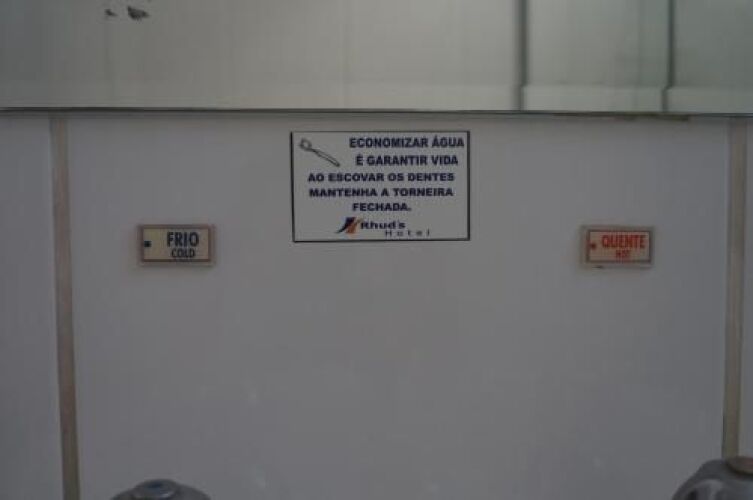 ECONOMIZAR ÁGUA
É GARANTIR VIDA
AO ESCOVAR OS DENTES
MANTENHA A TORNEIRA
FECHADA.
Rhud's
Hotel
FRIO
COLD
QUENTE
HOT